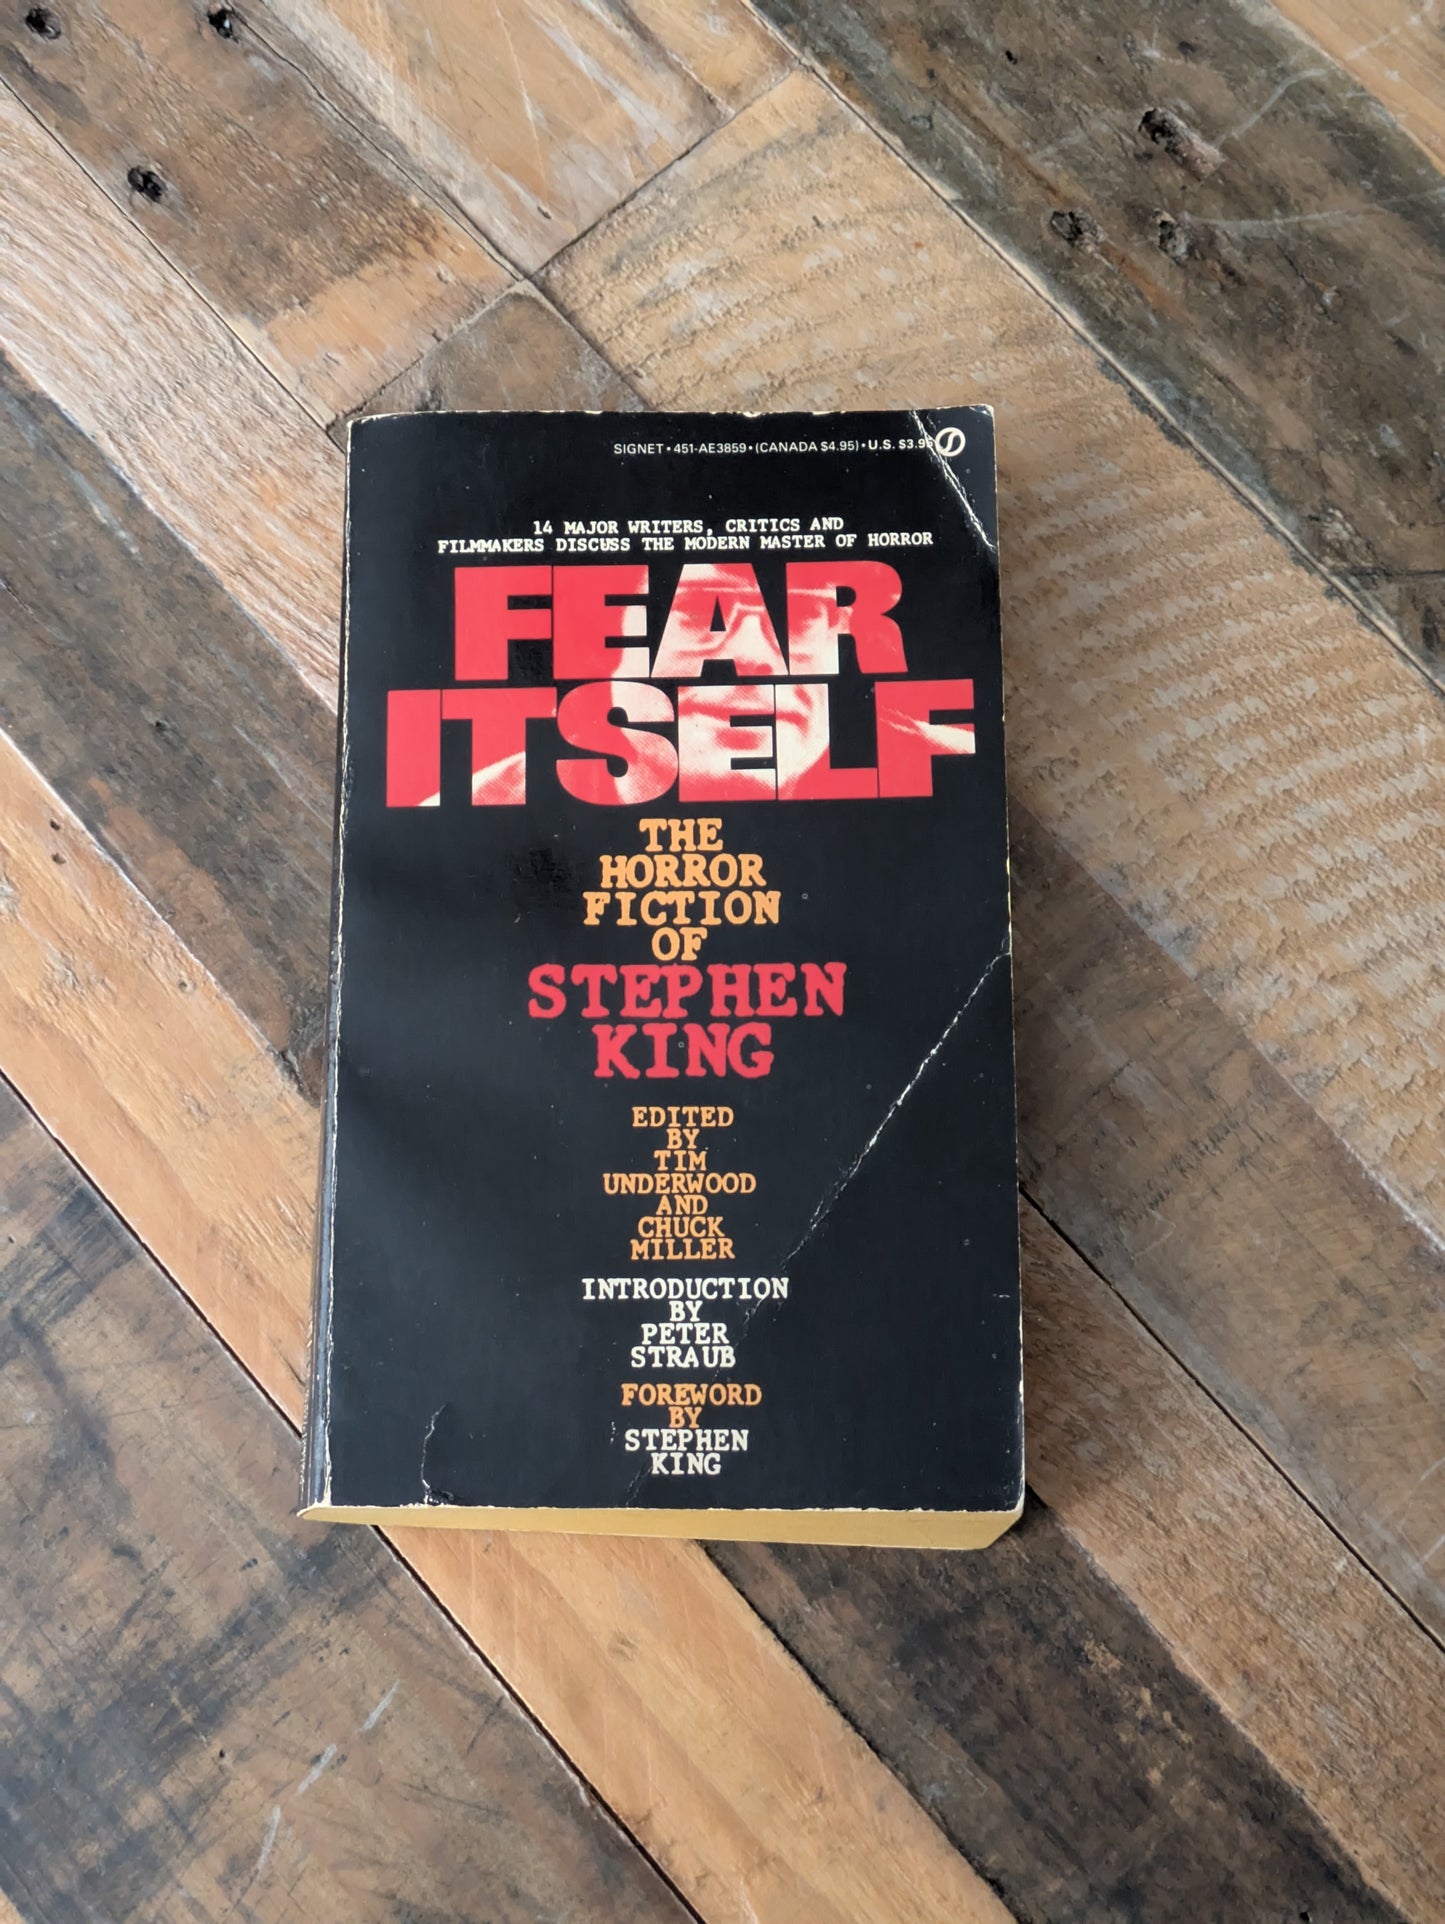 SIGNET • 451-AE3859 • (CANADA $4.95) • U.S. $3.95
14 MAJOR WRITERS, CRITICS AND
FILMMAKERS DISCUSS THE MODERN MASTER OF HORROR
FEAR
ITSELF
THE
HORROR
FICTION
OF
STEPHEN
KING
EDITED
BY
TIM
UNDERWOOD
AND
CHUCK
MILLER
INTRODUCTION
BY
PETER
STRAUB
FOREWORD
BY
STEPHEN
KING